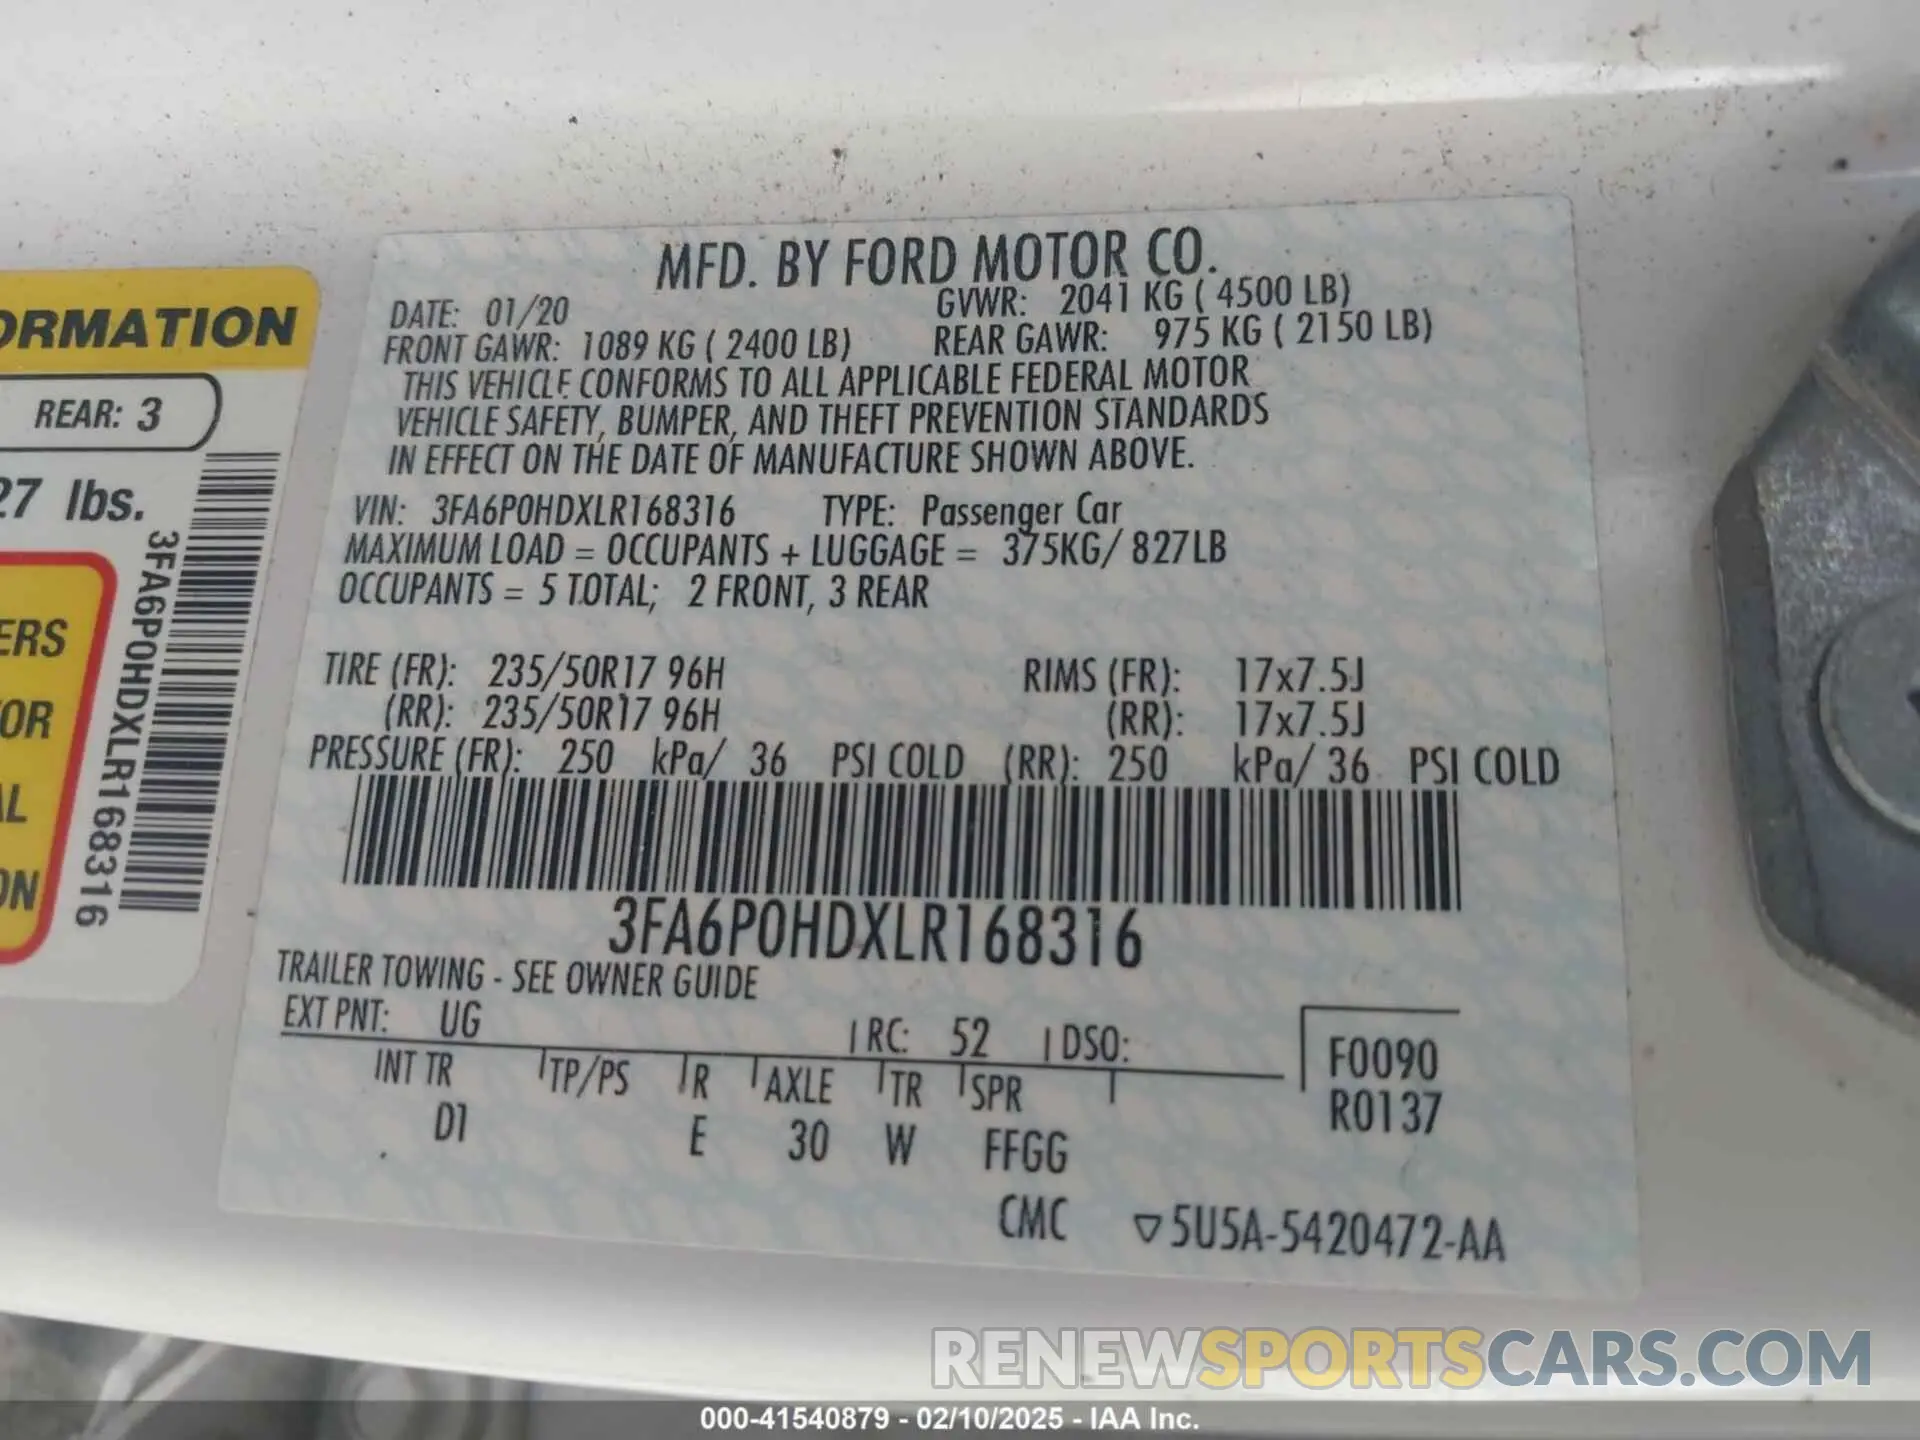 ORMATION
REAR: 3
27 lbs.
ERS
OR
AL
ON
3FA6P0HDXLR168316
MFD. BY FORD MOTOR CO.
DATE: 01/20 GVWR: 2041 KG ( 4500 LB)
FRONT GAWR: 1089 KG ( 2400 LB) REAR GAWR: 975 KG ( 2150 LB)
THIS VEHICLE CONFORMS TO ALL APPLICABLE FEDERAL MOTOR
VEHICLE SAFETY, BUMPER, AND THEFT PREVENTION STANDARDS
IN EFFECT ON THE DATE OF MANUFACTURE SHOWN ABOVE.
VIN: 3FA6P0HDXLR168316 TYPE: Passenger Car
MAXIMUM LOAD = OCCUPANTS + LUGGAGE = 375KG/ 827LB
OCCUPANTS = 5 TOTAL; 2 FRONT, 3 REAR
TIRE (FR): 235/50R17 96H RIMS (FR): 17x7.5J
(RR): 235/50R17 96H (RR): 17x7.5J
PRESSURE (FR): 250 kPa/ 36 PSI COLD (RR): 250 kPa/ 36 PSI COLD
3FA6P0HDXLR168316
TRAILER TOWING - SEE OWNER GUIDE
EXT PNT: UG RC: 52 DSO:
INT TR TP/PS R AXLE TR SPR
D1 E 30 W FFGG
F0090
R0137
CMC ▽5U5A-5420472-AA
RENEWSPORTSCARS.COM
000-41540879 - 02/10/2025 - IAA Inc.